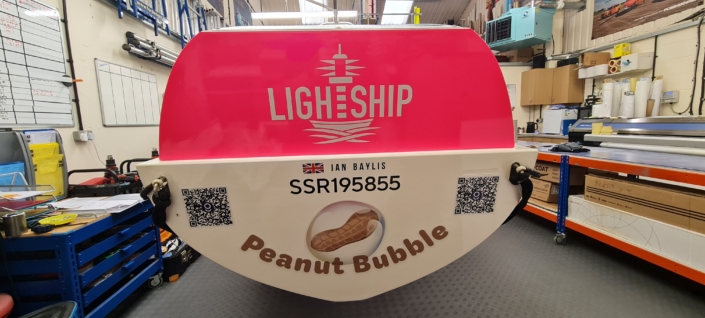 LIGHTSHIP
IAN BAYLIS
SSR195855
Peanut Bubble